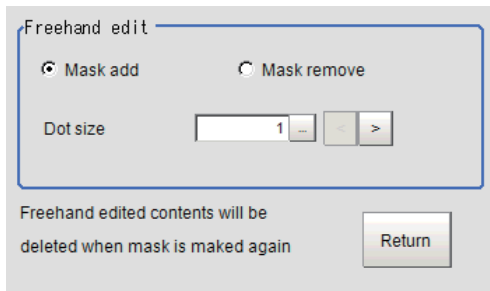 Freehand edit
Mask add Mask remove
Dot size 1 ... < >
Freehand edited contents will be
deleted when mask is maked again
Return